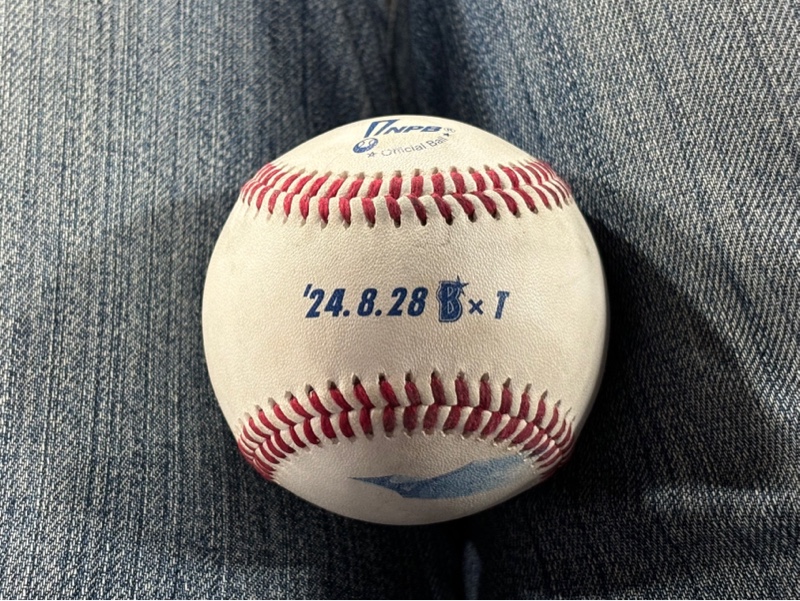 NPB®
★ Official Ball ★
'24.8.28 B × T